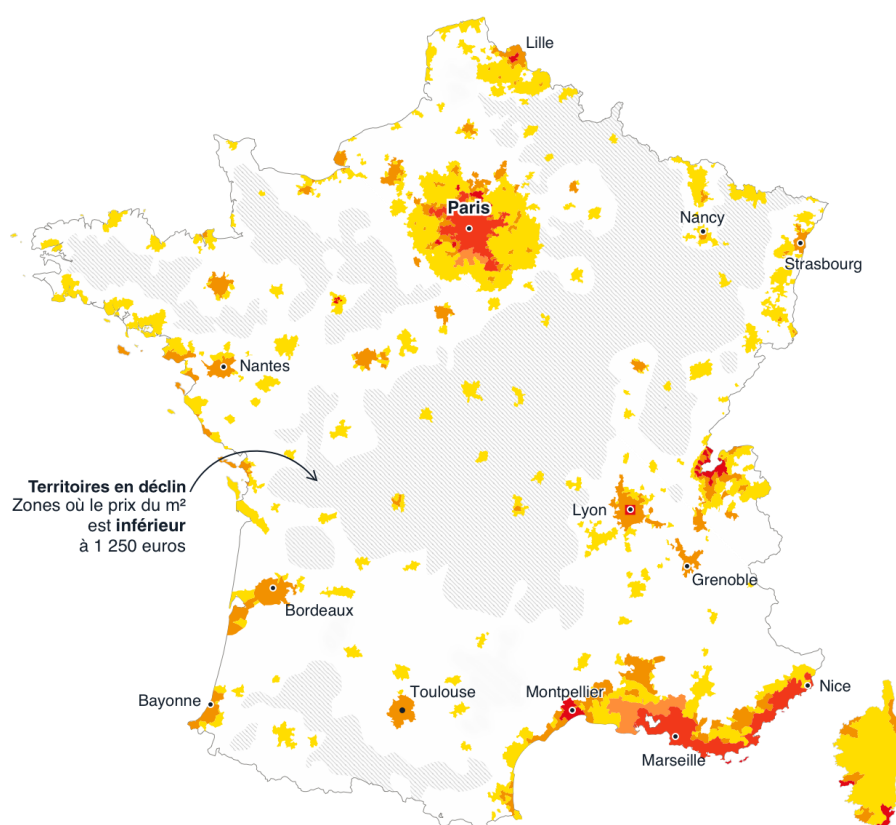 Lille
Paris
Nancy
Strasbourg
Nantes
Territoires en déclin
Zones où le prix du m²
est inférieur
à 1 250 euros
Lyon
Grenoble
Bordeaux
Bayonne
Toulouse
Montpellier
Nice
Marseille